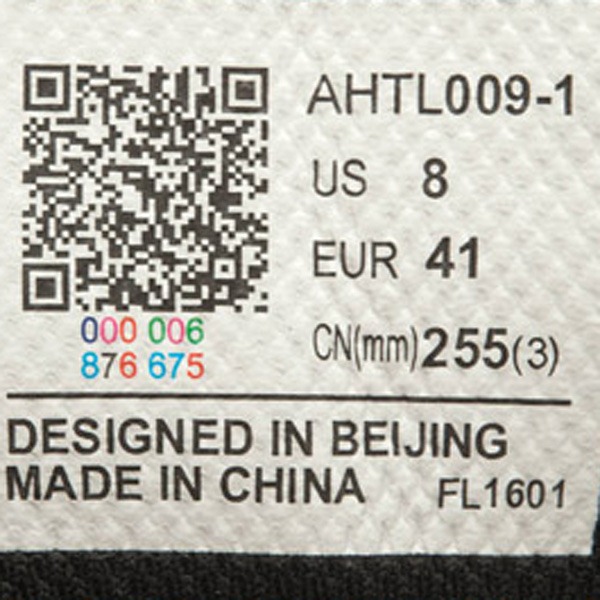 AHTL009-1
US 8
EUR 41
CN(mm)255(3)
000 006
876 675
DESIGNED IN BEIJING
MADE IN CHINA FL1601